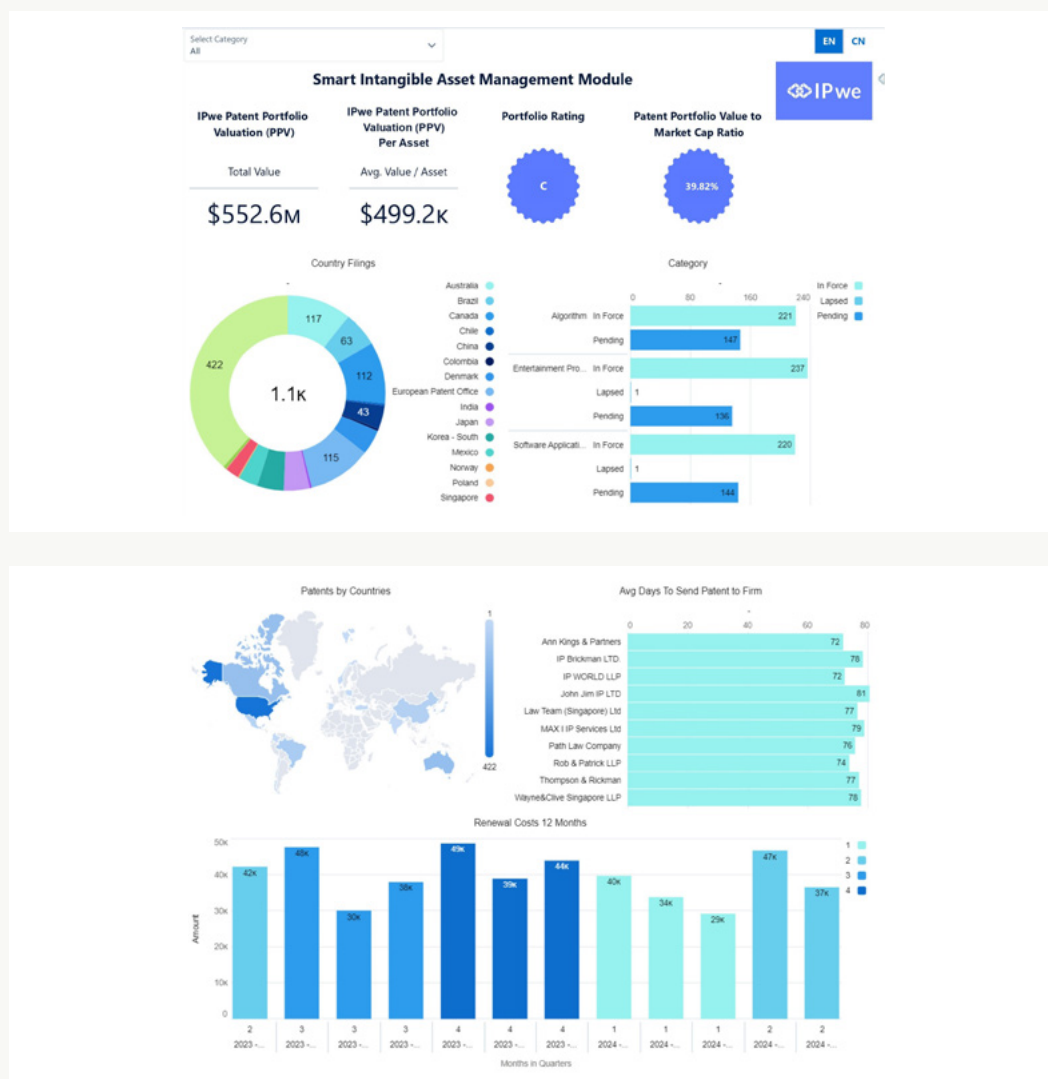 Select Category
All
EN CN
Smart Intangible Asset Management Module
IPwe
IPwe Patent Portfolio
Valuation (PPV)
Total Value
$552.6M
IPwe Patent Portfolio
Valuation (PPV)
Per Asset
Avg. Value / Asset
$499.2K
Portfolio Rating
C
Patent Portfolio Value to
Market Cap Ratio
39.82%
Country Filings
-
117
63
112
43
115
422
1.1K
Australia
Brazil
Canada
Chile
China
Colombia
Denmark
European Patent Office
India
Japan
Korea - South
Mexico
Norway
Poland
Singapore
Category
-
0 80 160 240
In Force
Lapsed
Pending
Algorithm In Force 221
Pending 147
Entertainment Pro... In Force 237
Lapsed 1
Pending 136
Software Applicati... In Force 220
Lapsed 1
Pending 144
Patents by Countries
1
422
Avg Days To Send Patent to Firm
-
0 20 40 60 80
Ann Kings & Partners 72
IP Brickman LTD. 78
IP WORLD LLP 72
John Jim IP LTD 81
Law Team (Singapore) Ltd 77
MAX I IP Services Ltd 79
Path Law Company 76
Rob & Patrick LLP 74
Thompson & Rickman 77
Wayne&Clive Singapore LLP 78
Renewal Costs 12 Months
Amount
50K
40K
30K
20K
10K
0
42K 48K 30K 38K 49K 39K 44K 40K 34K 29K 47K 37K
1
2
3
4
2 3 3 3 4 4 4 1 1 1 2 2
2023 -... 2023 -... 2023 -... 2023 -... 2023 -... 2023 -... 2023 -... 2024 -... 2024 -... 2024 -... 2024 -... 2024 -...
Months in Quarters